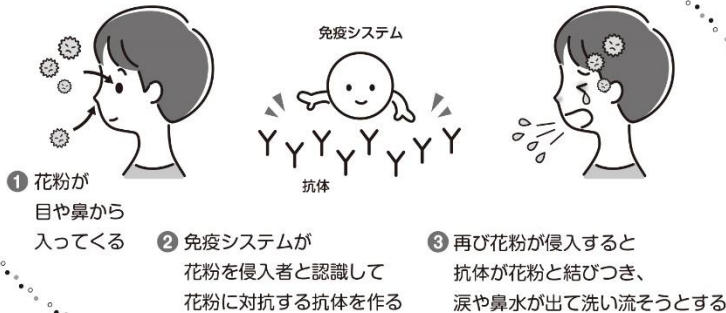 免疫システム
抗体
❶ 花粉が
目や鼻から
入ってくる
❷ 免疫システムが
花粉を侵入者と認識して
花粉に対抗する抗体を作る
❸ 再び花粉が侵入すると
抗体が花粉と結びつき、
涙や鼻水が出て洗い流そうとする